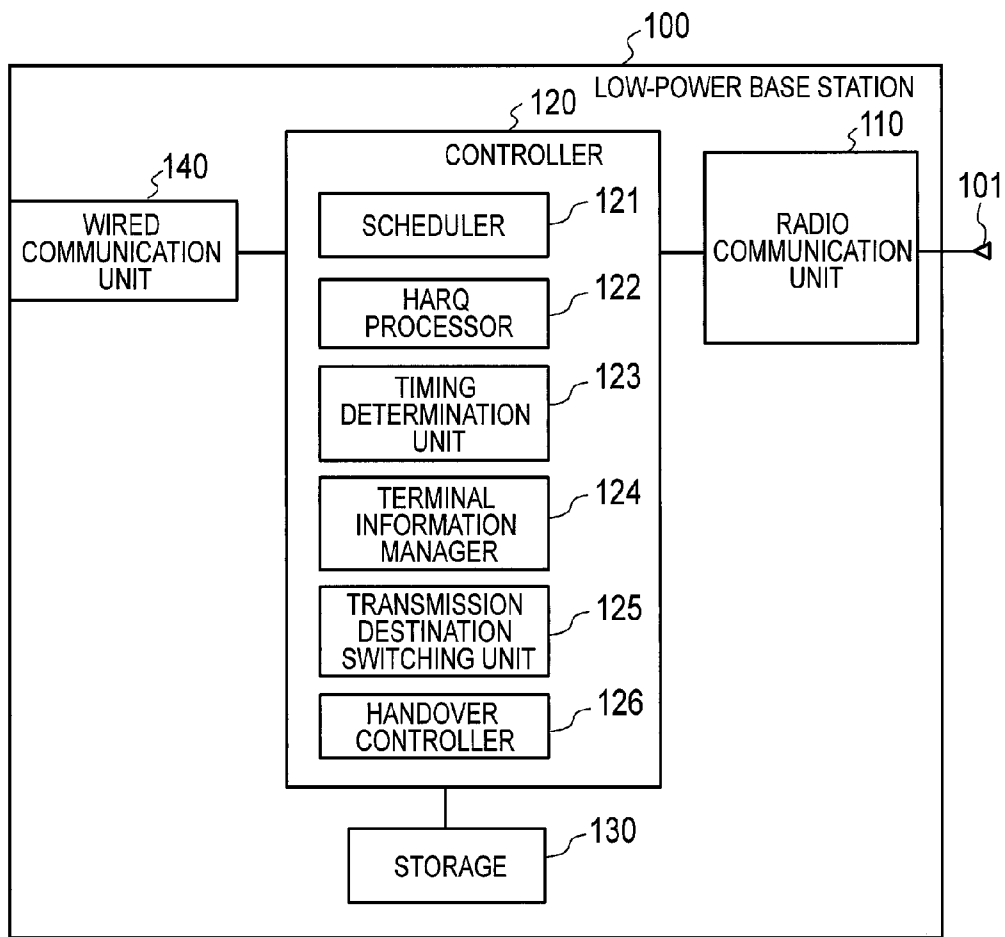 100
LOW-POWER BASE STATION
120
CONTROLLER
110
140
101
WIRED
COMMUNICATION
UNIT
SCHEDULER
121
RADIO
COMMUNICATION
UNIT
HARQ
PROCESSOR
122
TIMING
DETERMINATION
UNIT
123
TERMINAL
INFORMATION
MANAGER
124
TRANSMISSION
DESTINATION
SWITCHING UNIT
125
HANDOVER
CONTROLLER
126
STORAGE
130